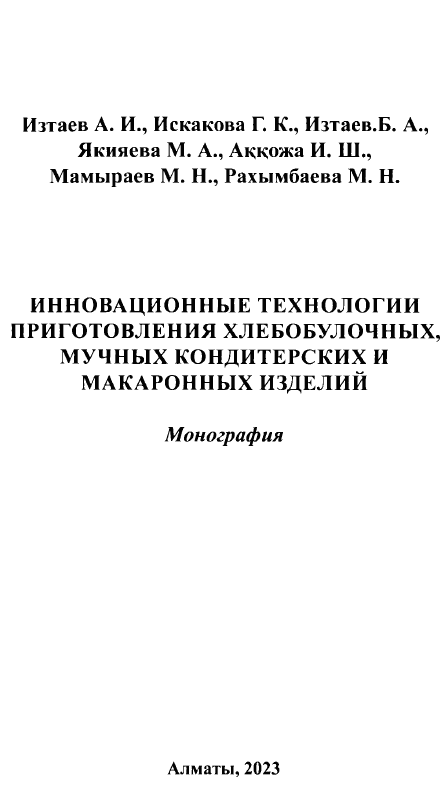 Изтаев А. И., Искакова Г. К., Изтаев.Б. А.,
Якияева М. А., Аққожа И. Ш.,
Мамыраев М. Н., Рахымбаева М. Н.
ИННОВАЦИОННЫЕ ТЕХНОЛОГИИ
ПРИГОТОВЛЕНИЯ ХЛЕБОБУЛОЧНЫХ,
МУЧНЫХ КОНДИТЕРСКИХ И
МАКАРОННЫХ ИЗДЕЛИЙ
Монография
Алматы, 2023